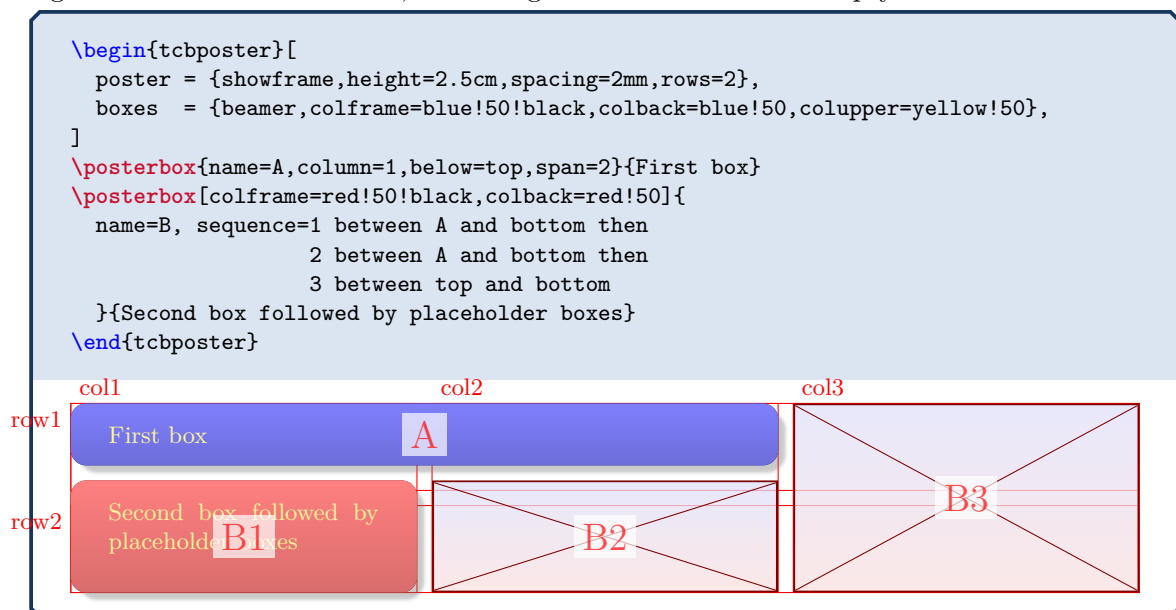 \begin{tcbposter}[
  poster = {showframe,height=2.5cm,spacing=2mm,rows=2},
  boxes  = {beamer,colframe=blue!50!black,colback=blue!50,colupper=yellow!50},
]
\posterbox{name=A,column=1,below=top,span=2}{First box}
\posterbox[colframe=red!50!black,colback=red!50]{
  name=B, sequence=1 between A and bottom then
                    2 between A and bottom then
                    3 between top and bottom
  }{Second box followed by placeholder boxes}
\end{tcbposter}
col1 col2 col3
row1
First box
A
Second box followed by
placeholder boxes
row2
B1
B2
B3